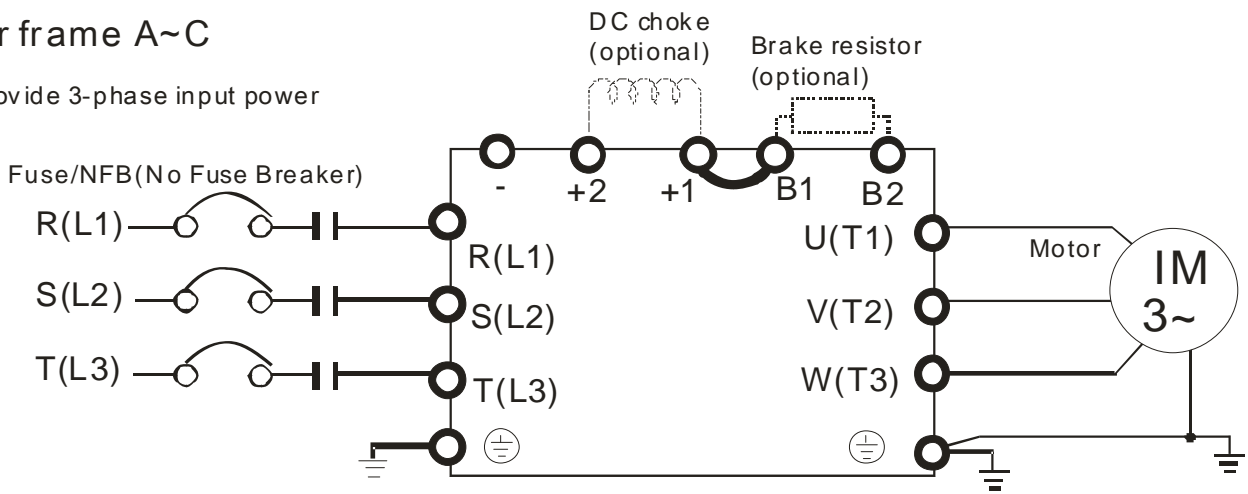 r frame A~C
ovide 3-phase input power
DC choke
(optional)
Brake resistor
(optional)
Fuse/NFB(No Fuse Breaker)
- +2 +1 B1 B2
R(L1)
S(L2)
T(L3)
R(L1)
S(L2)
T(L3)
U(T1)
V(T2)
W(T3)
Motor
IM
3~